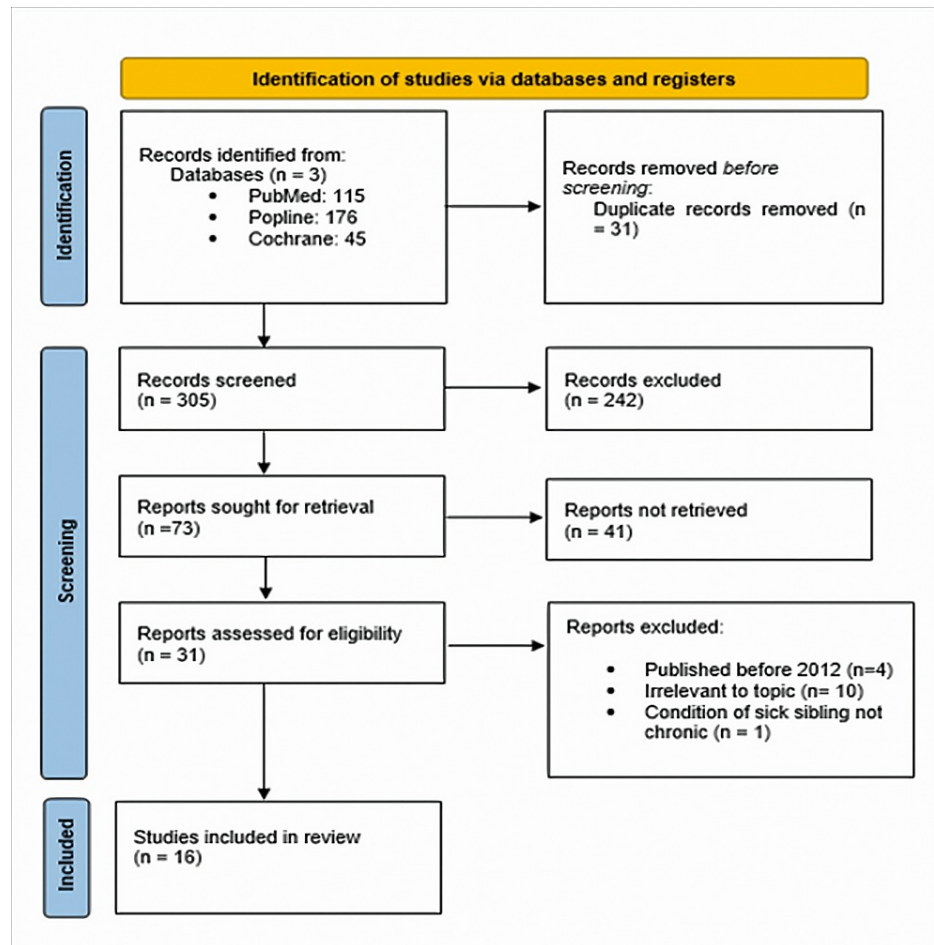 Identification of studies via databases and registers
Identification
Records identified from:
Databases (n = 3)
• PubMed: 115
• Popline: 176
• Cochrane: 45
Records removed before
screening:
Duplicate records removed (n
= 31)
Screening
Records screened
(n = 305)
Records excluded
(n = 242)
Reports sought for retrieval
(n =73)
Reports not retrieved
(n = 41)
Reports assessed for eligibility
(n = 31)
Reports excluded:
• Published before 2012 (n=4)
• Irrelevant to topic (n= 10)
• Condition of sick sibling not
chronic (n = 1)
Included
Studies included in review
(n = 16)